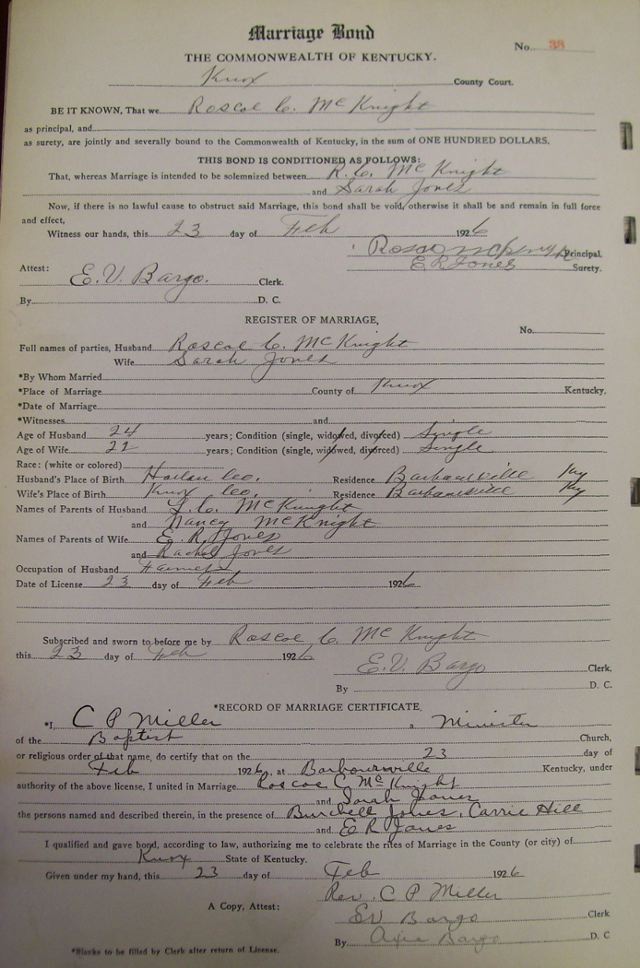 Marriage Bond
No. 38
THE COMMONWEALTH OF KENTUCKY.
Knox County Court.
BE IT KNOWN, That we Roscoe C. McKnight
as principal, and
as surety, are jointly and severally bound to the Commonwealth of Kentucky, in the sum of ONE HUNDRED DOLLARS,
THIS BOND IS CONDITIONED AS FOLLOWS:
That, whereas Marriage is intended to be solemnized between R. C. McKnight
and Sarah Jones
Now, if there is no lawful cause to obstruct said Marriage, this bond shall be void, otherwise it shall be and remain in full force
and effect,
Witness our hands, this 23 day of Feb 1926
Roscoe Principal.
E R Jones Surety.
Attest: E. V. Bargo. Clerk.
By D. C.
REGISTER OF MARRIAGE,
No.
Full names of parties, Husband Roscoe C. McKnight
Wife Sarah Jones
*By Whom Married
*Place of Marriage County of Knox Kentucky.
*Date of Marriage
*Witnesses and
Age of Husband 24 years; Condition (single, widowed, divorced) Single
Age of Wife 22 years; Condition (single, widowed, divorced) Single
Race: (white or colored)
Husband's Place of Birth Harlan Co. Residence Barbourville Ky
Wife's Place of Birth Knox Co. Residence Barbourville Ky
Names of Parents of Husband C. McKnight
and Nancy McKnight
Names of Parents of Wife E. R. Jones
and Rachel Jones
Occupation of Husband Farmer
Date of License 23 day of Feb 1926
Subscribed and sworn to before me by Roscoe C. McKnight
this 23 day of Feb 1926
E. V. Bargo Clerk,
By D. C.
*RECORD OF MARRIAGE CERTIFICATE,
*I, C P Miller a Minister
of the Baptist Church,
or religious order of that name, do certify that on the 23 day of
Feb 1926, at Barbourville Kentucky, under
authority of the above license, I united in Marriage Roscoe C. McKnight
and Sarah Jones
the persons named and described therein, in the presence of Burchell Jones, Carrie Hill
and E R Jones
I qualified and gave bond, according to law, authorizing me to celebrate the rites of Marriage in the County (or city) of
Knox State of Kentucky.
Given under my hand, this 23 day of Feb 1926
Rev. C P Miller
A Copy, Attest: EV Bargo Clerk
By Bargo D. C
*Blanks to be filled by Clerk after return of License.